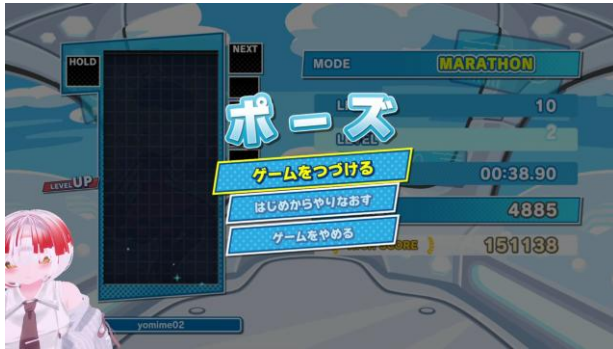 HOLD
NEXT
MODE MARATHON
ポーズ
10
LEVEL 2
ゲームをつづける
00:38.90
LEVEL UP
はじめからやりなおす
4885
ゲームをやめる
151138
yomime02